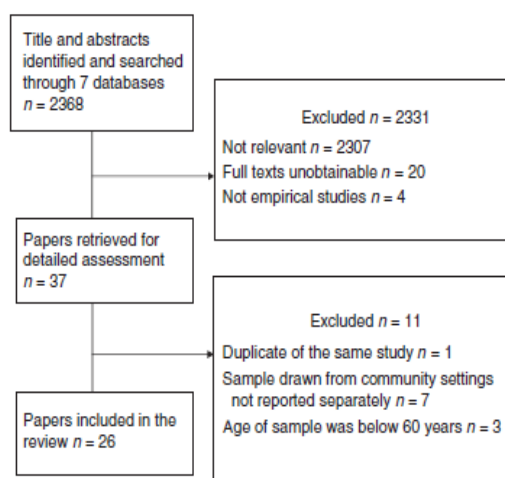 Title and abstracts
identified and searched
through 7 databases
n = 2368
Excluded n = 2331
Not relevant n = 2307
Full texts unobtainable n = 20
Not empirical studies n = 4
Papers retrieved for
detailed assessment
n = 37
Excluded n = 11
Duplicate of the same study n = 1
Sample drawn from community settings
not reported separately n = 7
Age of sample was below 60 years n = 3
Papers included in the
review n = 26